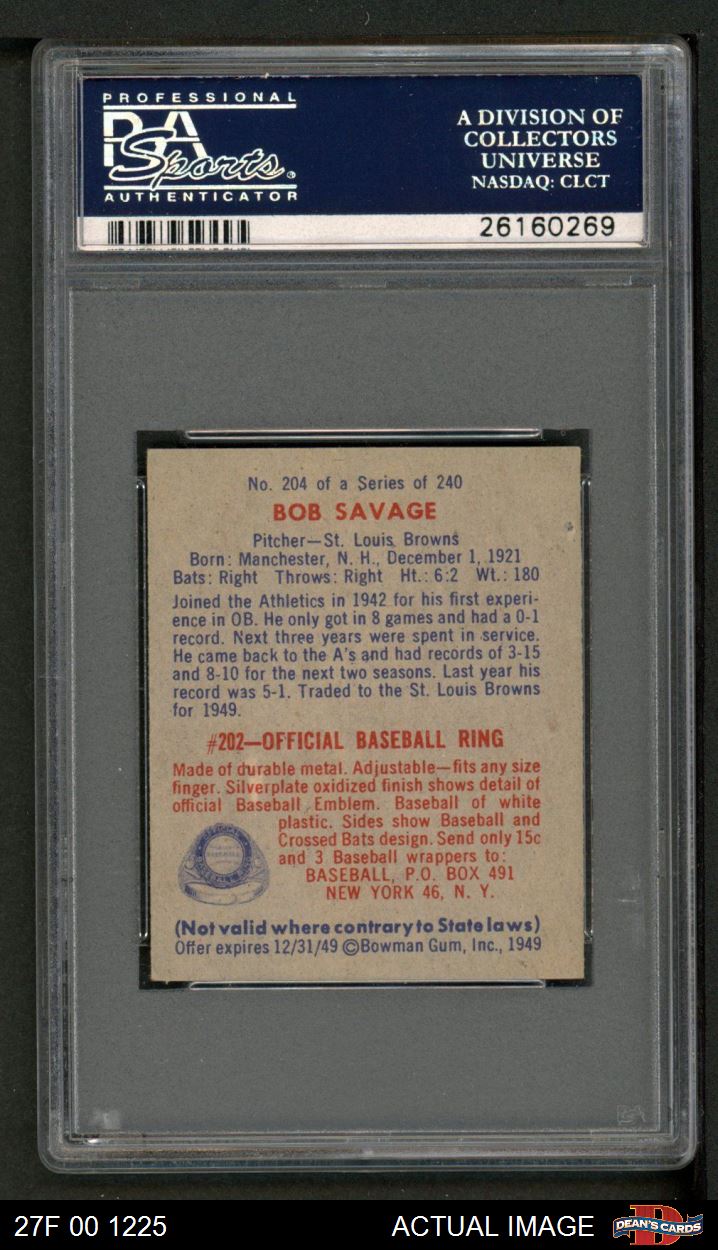 PROFESSIONAL
PSA
Sports
AUTHENTICATOR
A DIVISION OF
COLLECTORS
UNIVERSE
NASDAQ: CLCT
26160269
No. 204 of a Series of 240
BOB SAVAGE
Pitcher—St. Louis Browns
Born: Manchester, N. H., December 1, 1921
Bats: Right Throws: Right Ht.: 6:2 Wt.: 180
Joined the Athletics in 1942 for his first experi-
ence in OB. He only got in 8 games and had a 0-1
record. Next three years were spent in service.
He came back to the A's and had records of 3-15
and 8-10 for the next two seasons. Last year his
record was 5-1. Traded to the St. Louis Browns
for 1949.
#202—OFFICIAL BASEBALL RING
Made of durable metal. Adjustable—fits any size
finger. Silverplate oxidized finish shows detail of
official Baseball Emblem. Baseball of white
plastic. Sides show Baseball and
Crossed Bats design. Send only 15c
and 3 Baseball wrappers to:
BASEBALL, P.O. BOX 491
NEW YORK 46, N. Y.
OFFICIAL
BASEBALL RING
(Not valid where contrary to State laws)
Offer expires 12/31/49 ©Bowman Gum, Inc., 1949
PSA
27F 00 1225
ACTUAL IMAGE
DEAN'S CARDS